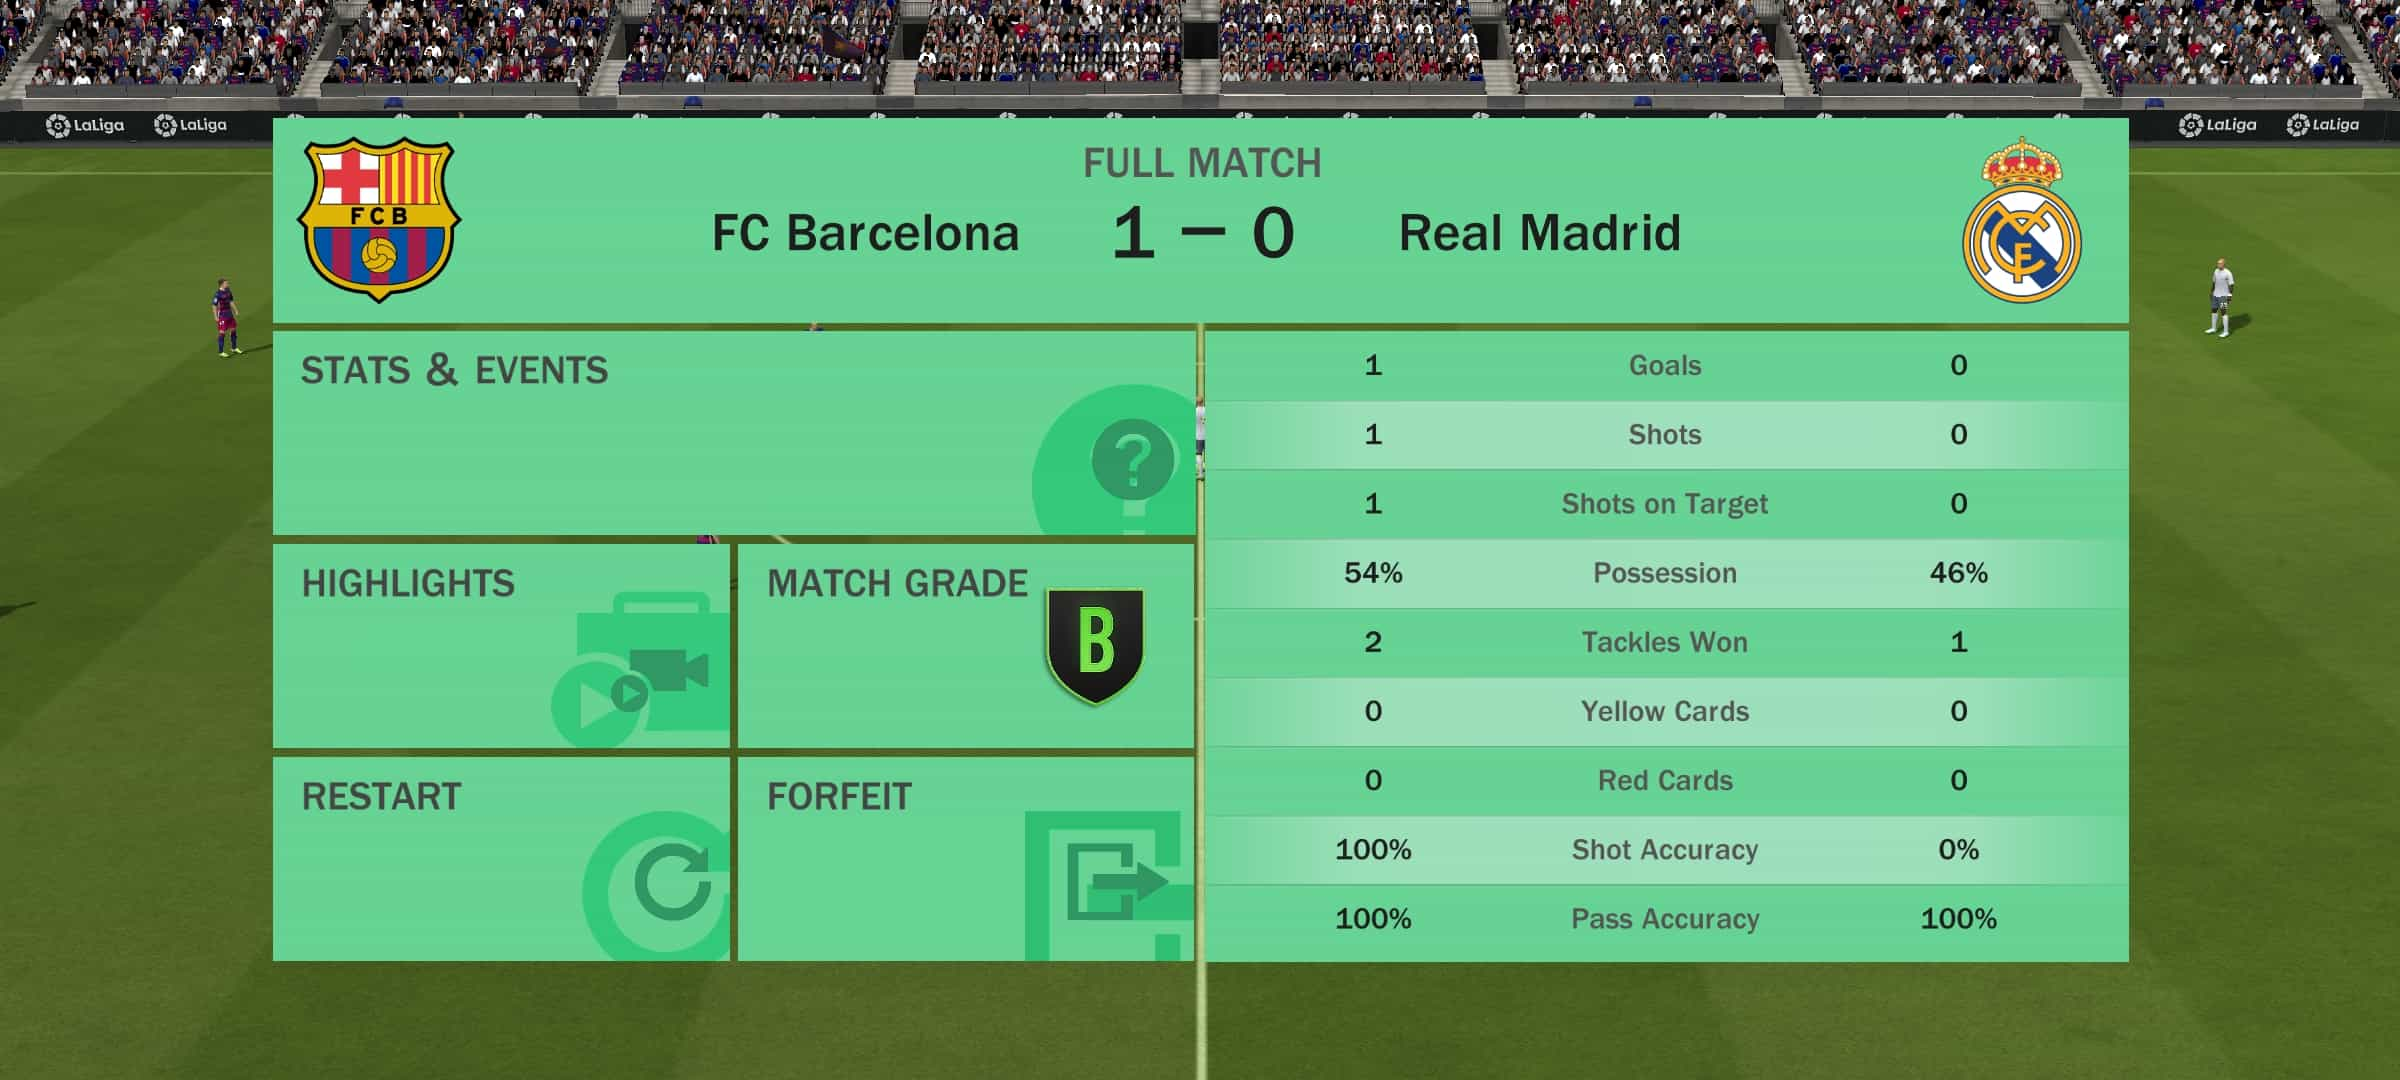 LaLiga LaLiga LaLiga LaLiga
FULL MATCH
FC Barcelona 1 – 0 Real Madrid
FCB
STATS & EVENTS
?
HIGHLIGHTS
MATCH GRADE
B
RESTART
FORFEIT
1 Goals 0
1 Shots 0
1 Shots on Target 0
54% Possession 46%
2 Tackles Won 1
0 Yellow Cards 0
0 Red Cards 0
100% Shot Accuracy 0%
100% Pass Accuracy 100%